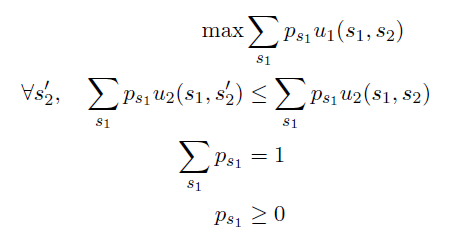 max ∑_{s_1} p_{s_1} u_1(s_1, s_2)
∀s′_2, ∑_{s_1} p_{s_1} u_2(s_1, s′_2) ≤ ∑_{s_1} p_{s_1} u_2(s_1, s_2)
∑_{s_1} p_{s_1} = 1
p_{s_1} ≥ 0